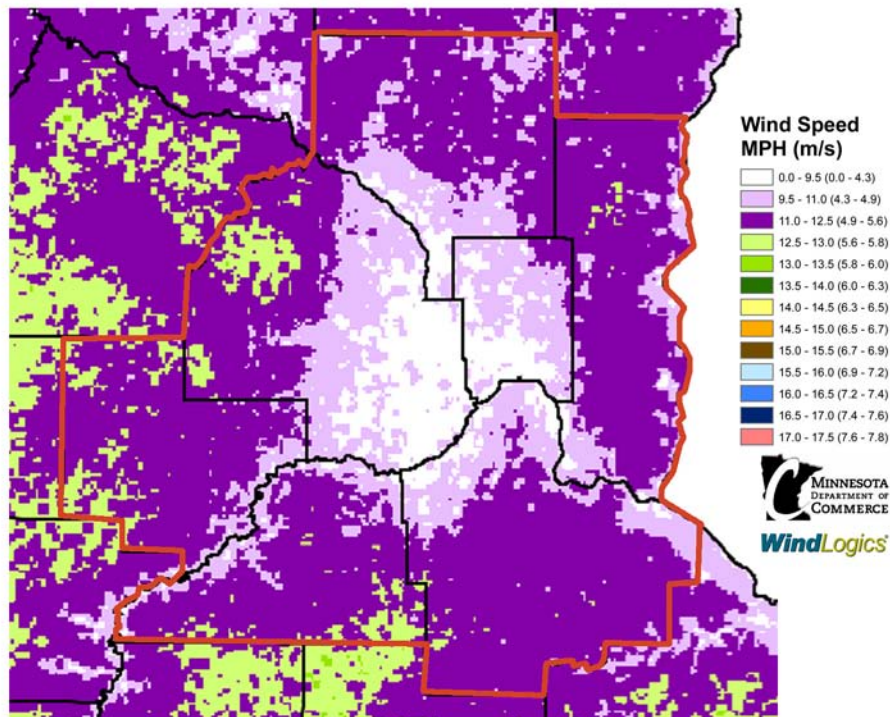 Wind Speed
MPH (m/s)
0.0 - 9.5 (0.0 - 4.3)
9.5 - 11.0 (4.3 - 4.9)
11.0 - 12.5 (4.9 - 5.6)
12.5 - 13.0 (5.6 - 5.8)
13.0 - 13.5 (5.8 - 6.0)
13.5 - 14.0 (6.0 - 6.3)
14.0 - 14.5 (6.3 - 6.5)
14.5 - 15.0 (6.5 - 6.7)
15.0 - 15.5 (6.7 - 6.9)
15.5 - 16.0 (6.9 - 7.2)
16.0 - 16.5 (7.2 - 7.4)
16.5 - 17.0 (7.4 - 7.6)
17.0 - 17.5 (7.6 - 7.8)
MINNESOTA
DEPARTMENT OF
COMMERCE
WindLogics